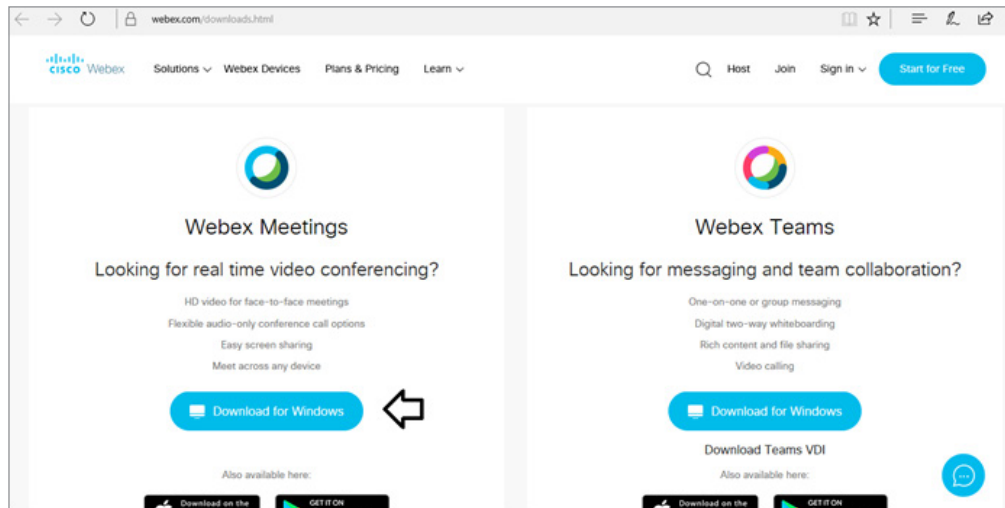 webex.com/downloads.html
CISCO Webex Solutions Webex Devices Plans & Pricing Learn Host Join Sign in Start for Free
Webex Meetings
Looking for real time video conferencing?
HD video for face-to-face meetings
Flexible audio-only conference call options
Easy screen sharing
Meet across any device
Download for Windows
Also available here:
Download on the
GET IT ON
Webex Teams
Looking for messaging and team collaboration?
One-on-one or group messaging
Digital two-way whiteboarding
Rich content and file sharing
Video calling
Download for Windows
Download Teams VDI
Also available here:
Download on the
GET IT ON